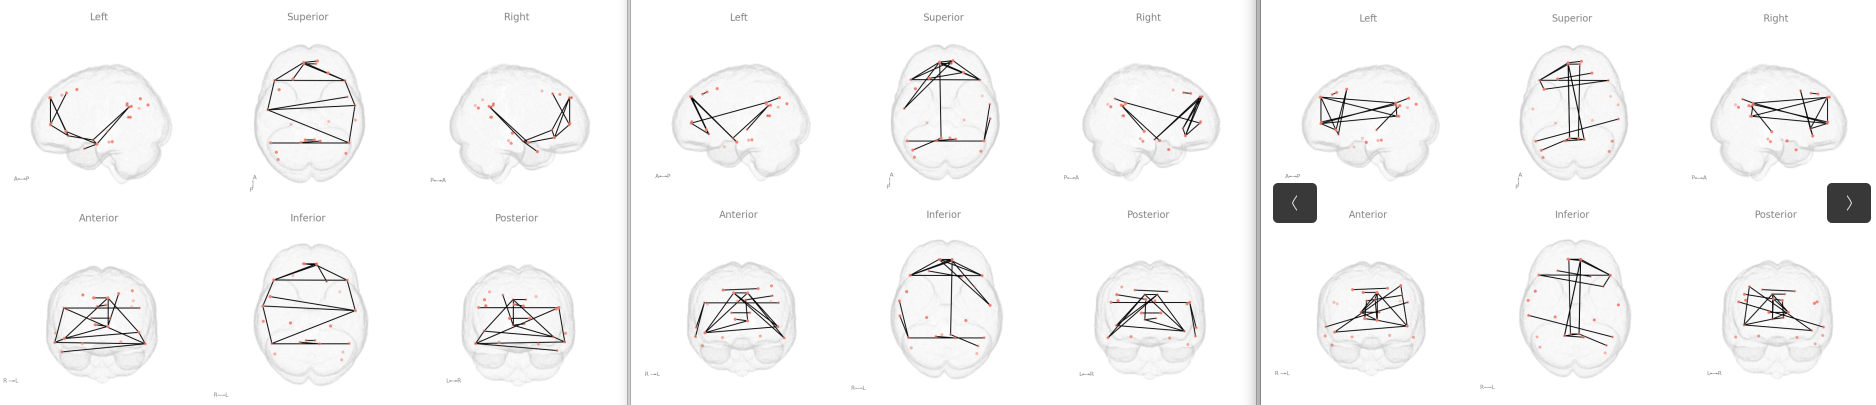 Left Superior Right
A⟷P A P P⟷A
Anterior Inferior Posterior
R⟷L R⟷L L⟷R
Left Superior Right
A⟷P A P P⟷A
Anterior Inferior Posterior
R⟷L R⟷L L⟷R
Left Superior Right
A⟷P A P P⟷A
Anterior Inferior Posterior
R⟷L R⟷L L⟷R